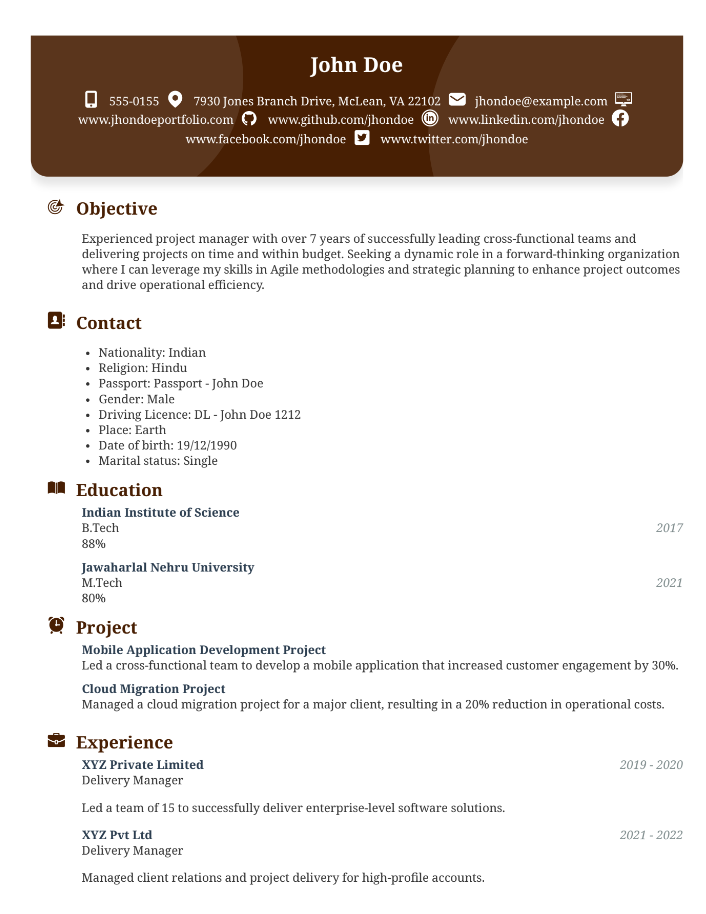 John Doe
555-0155 7930 Jones Branch Drive, McLean, VA 22102 jhondoe@example.com
www.jhondoeportfolio.com www.github.com/jhondoe www.linkedin.com/jhondoe
www.facebook.com/jhondoe www.twitter.com/jhondoe
Objective
Experienced project manager with over 7 years of successfully leading cross-functional teams and
delivering projects on time and within budget. Seeking a dynamic role in a forward-thinking organization
where I can leverage my skills in Agile methodologies and strategic planning to enhance project outcomes
and drive operational efficiency.
Contact
• Nationality: Indian
• Religion: Hindu
• Passport: Passport - John Doe
• Gender: Male
• Driving Licence: DL - John Doe 1212
• Place: Earth
• Date of birth: 19/12/1990
• Marital status: Single
Education
Indian Institute of Science
B.Tech 2017
88%
Jawaharlal Nehru University
M.Tech 2021
80%
Project
Mobile Application Development Project
Led a cross-functional team to develop a mobile application that increased customer engagement by 30%.
Cloud Migration Project
Managed a cloud migration project for a major client, resulting in a 20% reduction in operational costs.
Experience
XYZ Private Limited 2019 - 2020
Delivery Manager
Led a team of 15 to successfully deliver enterprise-level software solutions.
XYZ Pvt Ltd 2021 - 2022
Delivery Manager
Managed client relations and project delivery for high-profile accounts.